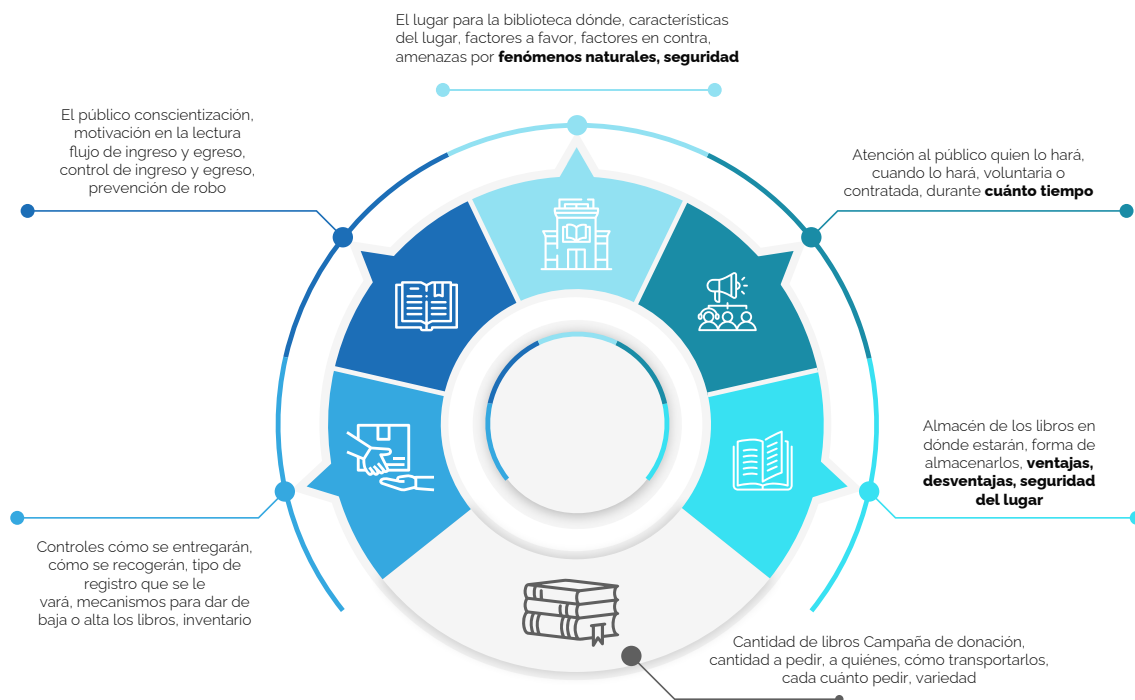 El lugar para la biblioteca dónde, características
del lugar, factores a favor, factores en contra,
amenazas por fenómenos naturales, seguridad
El público conscientización,
motivación en la lectura
flujo de ingreso y egreso,
control de ingreso y egreso,
prevención de robo
Atención al público quien lo hará,
cuando lo hará, voluntaria o
contratada, durante cuánto tiempo
Almacén de los libros en
dónde estarán, forma de
almacenarlos, ventajas,
desventajas, seguridad
del lugar
Controles cómo se entregarán,
cómo se recogerán, tipo de
registro que se le
vará, mecanismos para dar de
baja o alta los libros, inventario
Cantidad de libros Campaña de donación,
cantidad a pedir, a quiénes, cómo transportarlos,
cada cuánto pedir, variedad